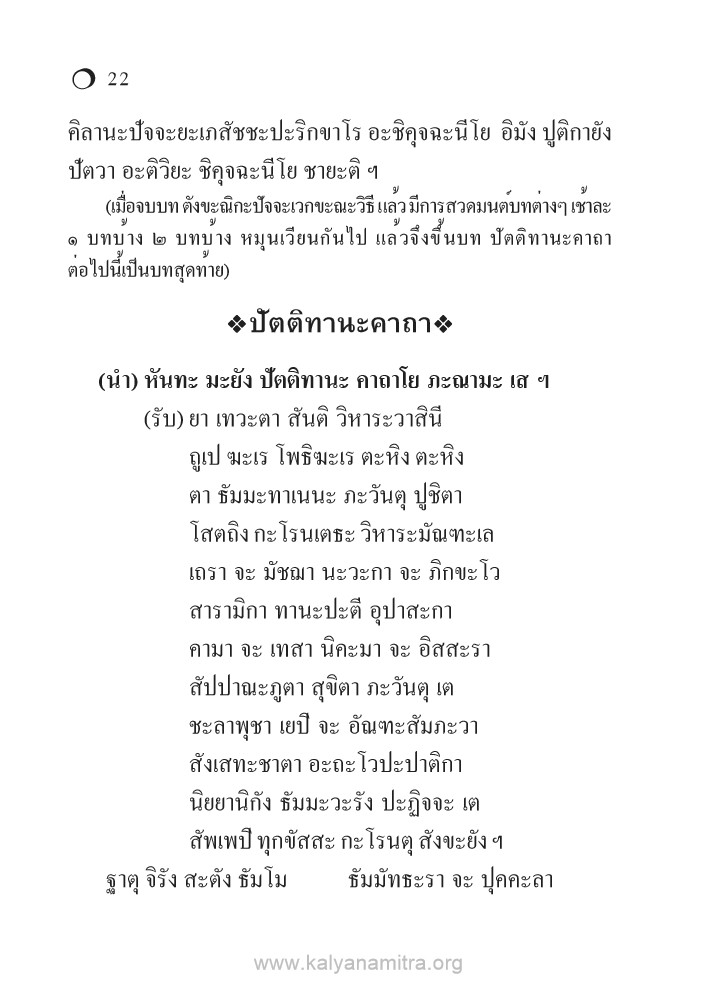 22
คิลานะปัจจะยะเภสัชชะปะริกขาโร อะชิคุจฉะนีโย อิมัง ปูติกายัง
ปัตวา อะติวิยะ ชิคุจฉะนีโย ชายะติ ฯ
(เมื่อจบบท ตังขะณิกะปัจจะเวกขะณะวิธี แล้ว มีการสวดมนต์บทต่างๆ เช้าละ
๑ บทบ้าง ๒ บทบ้าง หมุนเวียนกันไป แล้วจึงขึ้นบท ปัตติทานะคาถา
ต่อไปนี้เป็นบทสุดท้าย)
❖ปัตติทานะคาถา❖
(นำ) หันทะ มะยัง ปัตติทานะ คาถาโย ภะณามะ เส ฯ
(รับ) ยา เทวะตา สันติ วิหาระวาสินี
ถูเป ฆะเร โพธิฆะเร ตะหิง ตะหิง
ตา ธัมมะทาเนนะ ภะวันตุ ปูชิตา
โสตถิง กะโรนเตธะ วิหาระมัณฑะเล
เถรา จะ มัชฌา นะวะกา จะ ภิกขะโว
สารามิกา ทานะปะตี อุปาสะกา
คามา จะ เทสา นิคะมา จะ อิสสะรา
สัปปาณะภูตา สุขิตา ภะวันตุ เต
ชะลาพุชา เยปี จะ อัณฑะสัมภะวา
สังเสทะชาตา อะถะโวปะปาติกา
นิยยานิกัง ธัมมะวะรัง ปะฏิจจะ เต
สัพเพปี ทุกขัสสะ กะโรนตุ สังขะยัง ฯ
ฐาตุ จิรัง สะตัง ธัมโม ธัมมัทธะรา จะ ปุคคะลา
www.kalyanamitra.org